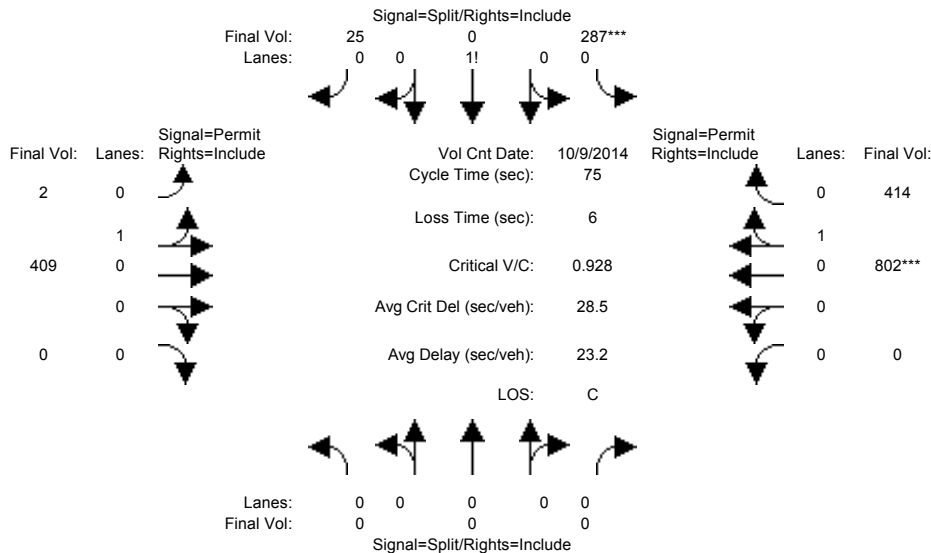 Signal=Split/Rights=Include
Final Vol: 25 0 287***
Lanes: 0 0 1! 0 0
Signal=Permit Signal=Permit
Final Vol: Lanes: Rights=Include Vol Cnt Date: 10/9/2014 Rights=Include Lanes: Final Vol:
Cycle Time (sec): 75
2 0 0 414
Loss Time (sec): 6
1 1
409 0 Critical V/C: 0.928 0 802***
0 Avg Crit Del (sec/veh): 28.5 0
0 0 Avg Delay (sec/veh): 23.2 0 0
LOS: C
Lanes: 0 0 0 0 0
Final Vol: 0 0 0
Signal=Split/Rights=Include